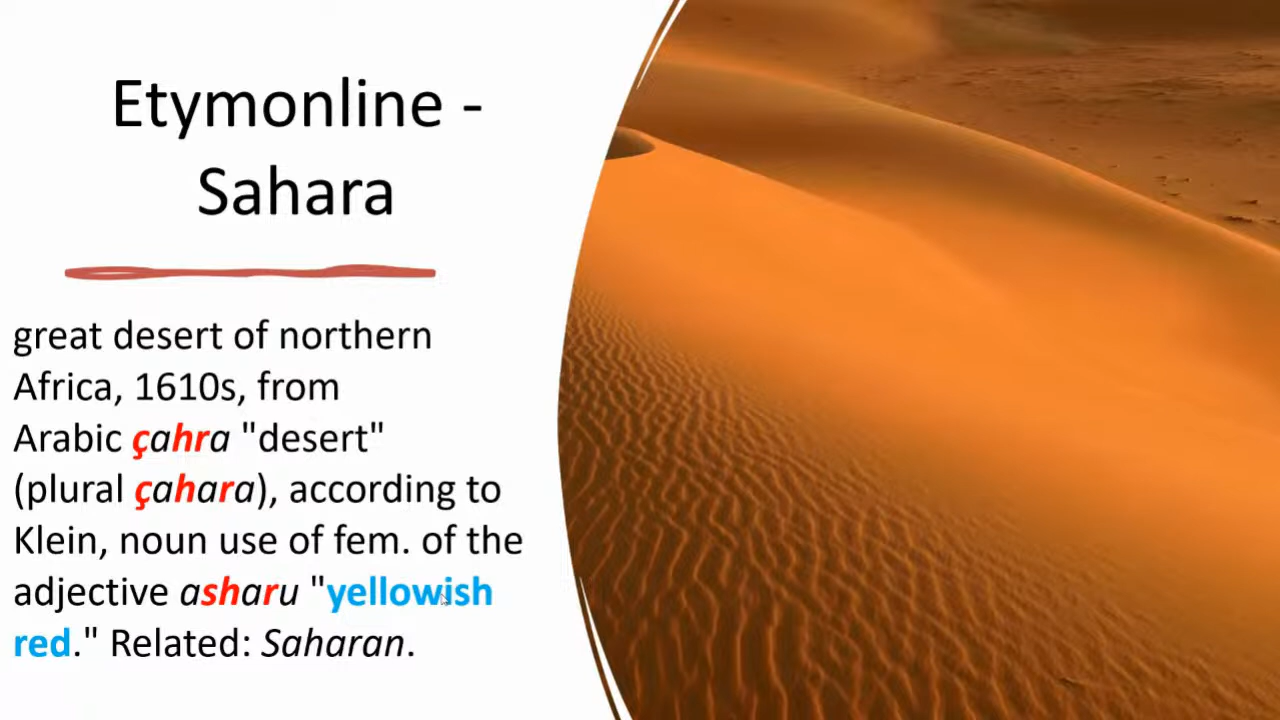 Etymonline -
Sahara
great desert of northern
Africa, 1610s, from
Arabic çahra "desert"
(plural çahara), according to
Klein, noun use of fem. of the
adjective asharu "yellowish
red." Related: Saharan.